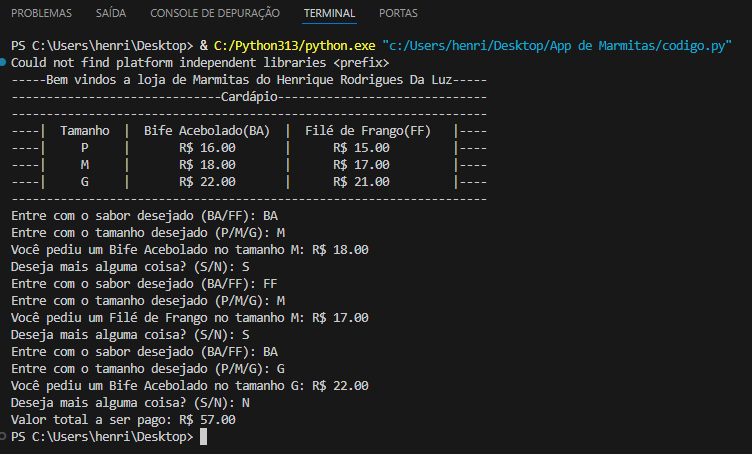 PROBLEMAS SAÍDA CONSOLE DE DEPURAÇÃO TERMINAL PORTAS
PS C:\Users\henri\Desktop> & C:/Python313/python.exe "c:/Users/henri/Desktop/App de Marmitas/codigo.py"
Could not find platform independent libraries <prefix>
-----Bem vindos a loja de Marmitas do Henrique Rodrigues Da Luz-----
------------------------------Cardápio------------------------------
--------------------------------------------------------------------
----|  Tamanho  |  Bife Acebolado(BA)  |  Filé de Frango(FF)   |----
----|     P     |       R$ 16.00       |      R$ 15.00         |----
----|     M     |       R$ 18.00       |      R$ 17.00         |----
----|     G     |       R$ 22.00       |      R$ 21.00         |----
--------------------------------------------------------------------
Entre com o sabor desejado (BA/FF): BA
Entre com o tamanho desejado (P/M/G): M
Você pediu um Bife Acebolado no tamanho M: R$ 18.00
Deseja mais alguma coisa? (S/N): S
Entre com o sabor desejado (BA/FF): FF
Entre com o tamanho desejado (P/M/G): M
Você pediu um Filé de Frango no tamanho M: R$ 17.00
Deseja mais alguma coisa? (S/N): S
Entre com o sabor desejado (BA/FF): BA
Entre com o tamanho desejado (P/M/G): G
Você pediu um Bife Acebolado no tamanho G: R$ 22.00
Deseja mais alguma coisa? (S/N): N
Valor total a ser pago: R$ 57.00
PS C:\Users\henri\Desktop>